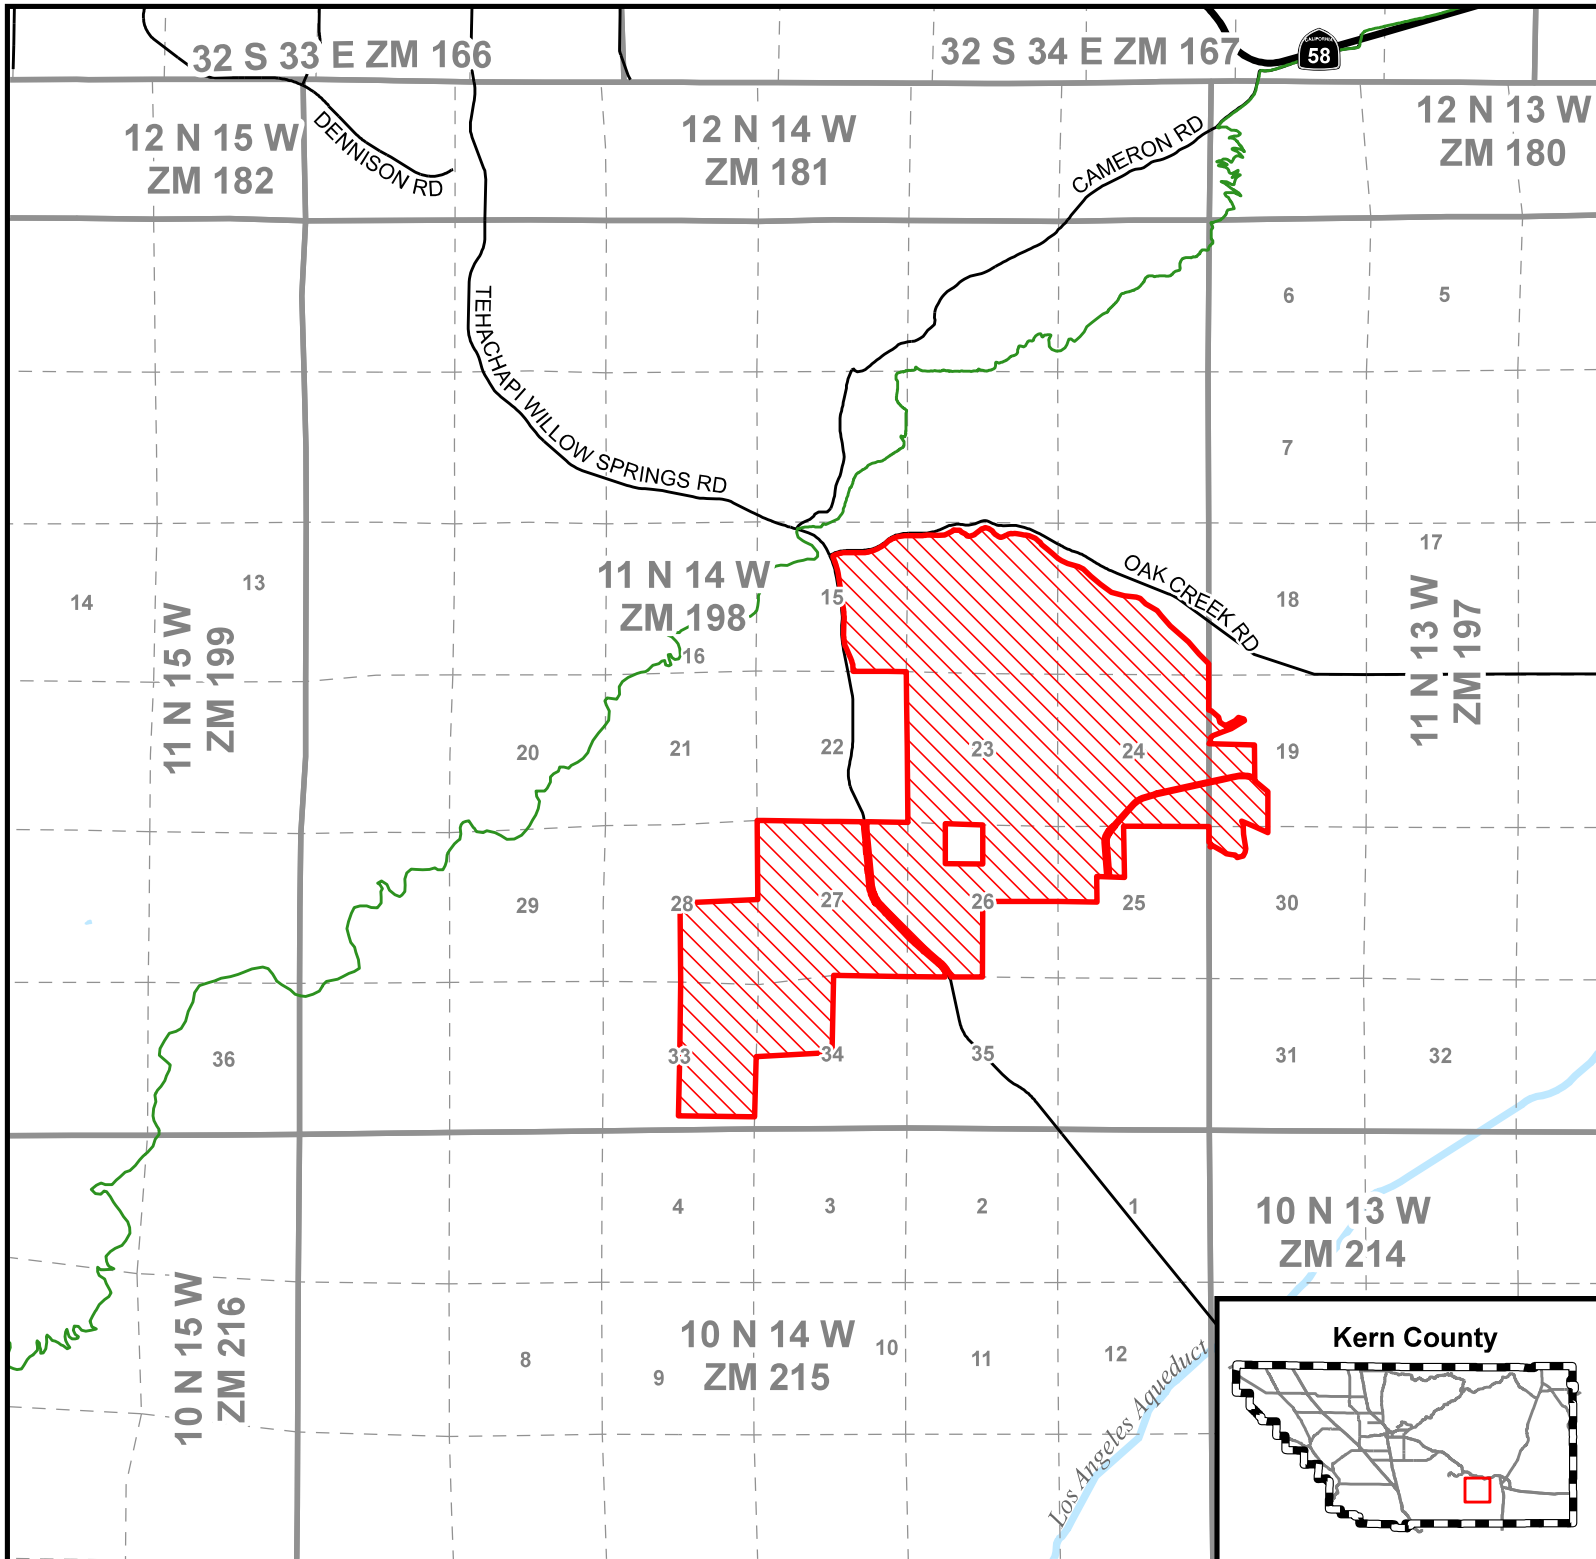 32 S 33 E ZM 166
32 S 34 E ZM 167
CALIFORNIA
58
12 N 15 W
ZM 182
DENNISON RD
12 N 14 W
ZM 181
CAMERON RD
12 N 13 W
ZM 180
6
5
TEHACHAPI WILLOW SPRINGS RD
7
17
14
13
11 N 14 W
ZM 198
15
OAK CREEK RD
18
16
11 N 15 W
ZM 199
11 N 13 W
ZM 197
20
21
22
23
24
19
29
28
27
26
25
30
36
33
34
35
31
32
4
3
2
1
10 N 13 W
ZM 214
10 N 15 W
ZM 216
10 N 14 W
ZM 215
8
9
10
11
12
Los Angeles Aqueduct
Kern County